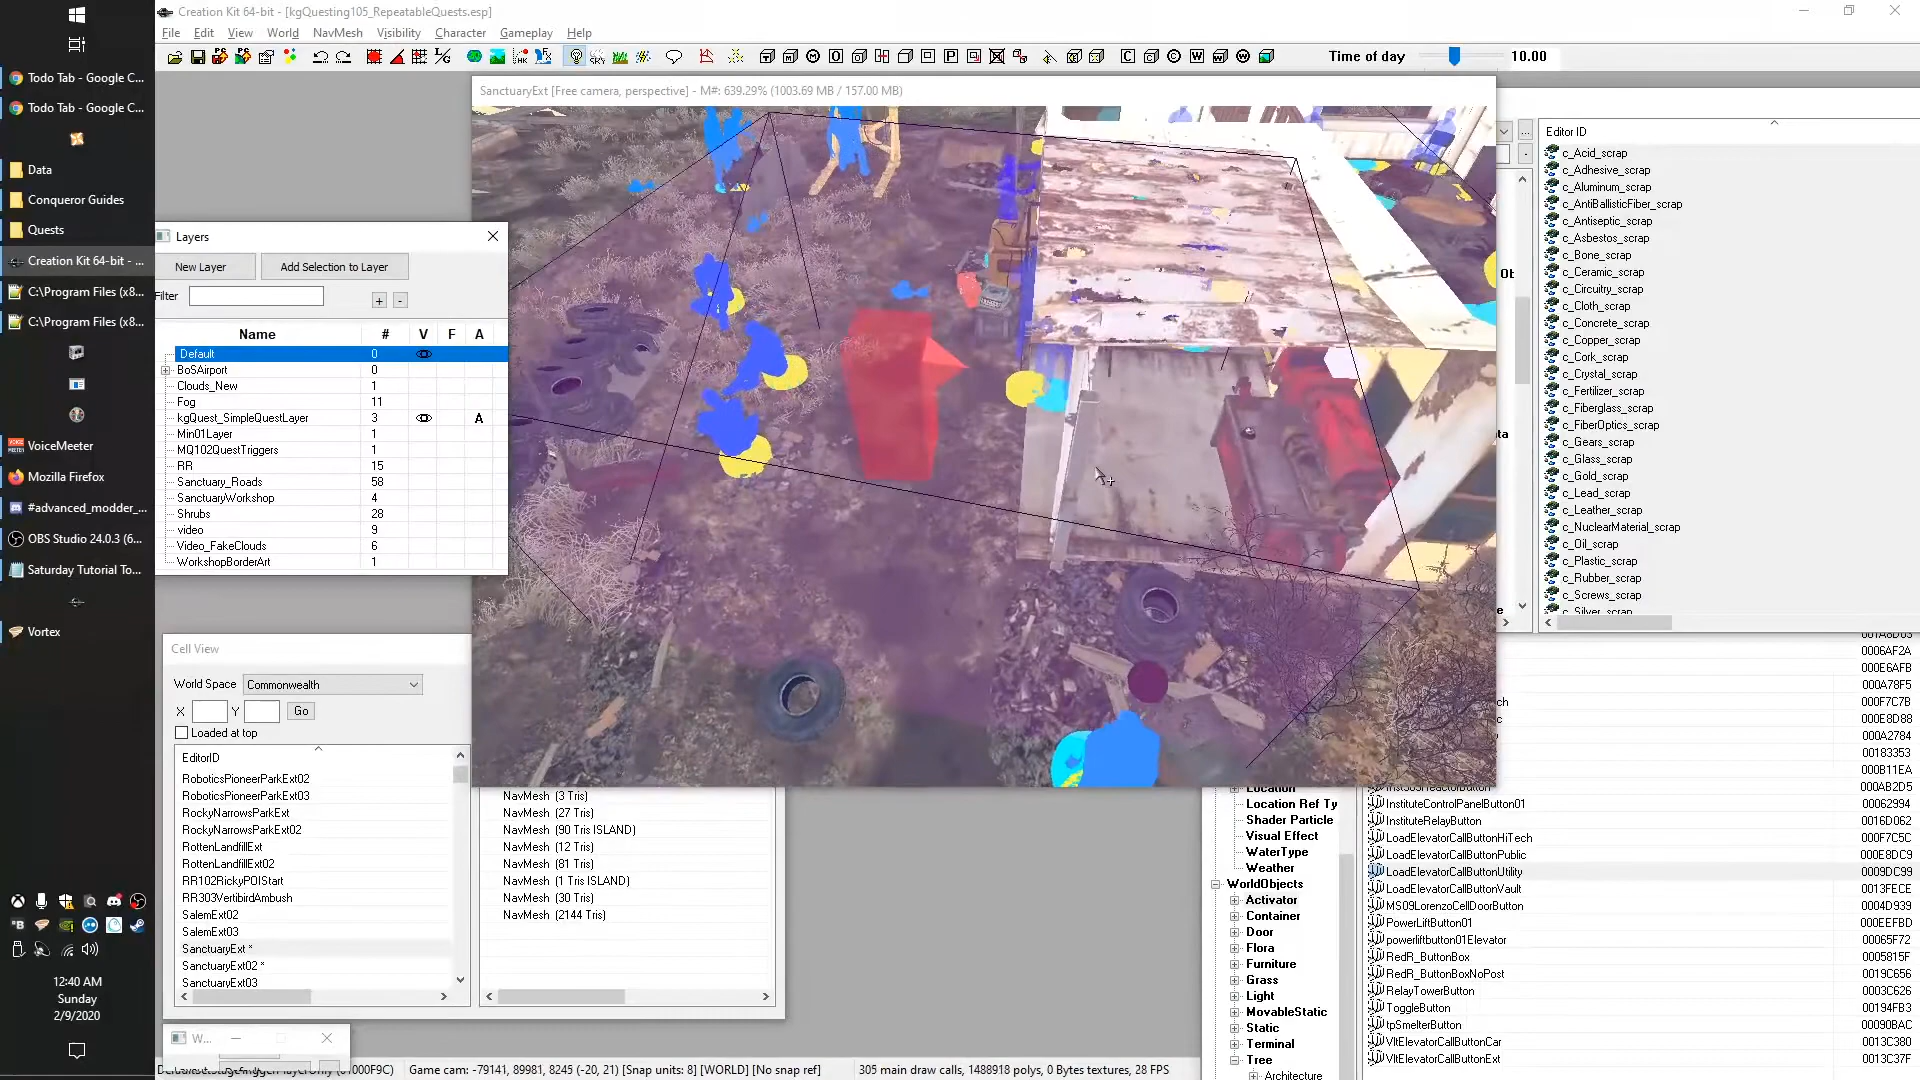 Creation Kit 64-bit - [kgQuesting105_RepeatableQuests.esp]
File Edit View World NavMesh Visibility Character Gameplay Help
Time of day 10.00
Todo Tab - Google C...
Todo Tab - Google C...
Data
Conqueror Guides
Quests
Creation Kit 64-bit - ...
C:\Program Files (x8...
C:\Program Files (x8...
VoiceMeeter
Mozilla Firefox
#advanced_modder_...
OBS Studio 24.0.3 (6...
Saturday Tutorial To...
Vortex
12:40 AM
Sunday
2/9/2020
SanctuaryExt [Free camera, perspective] - M#: 639.29% (1003.69 MB / 157.00 MB)
Layers
New Layer Add Selection to Layer
Filter + -
Name # V F A
Default 0
BoSAirport 0
Clouds_New 1
Fog 11
kgQuest_SimpleQuestLayer 3 A
Min01Layer 1
MQ102QuestTriggers 1
RR 15
Sanctuary_Roads 58
SanctuaryWorkshop 4
Shrubs 28
video 9
Video_FakeClouds 6
WorkshopBorderArt 1
Cell View
World Space Commonwealth
X Y Go
Loaded at top
EditorID
RoboticsPioneerParkExt02
RoboticsPioneerParkExt03
RockyNarrowsParkExt
RockyNarrowsParkExt02
RottenLandfillExt
RottenLandfillExt02
RR102RickyPOIStart
RR303VertibirdAmbush
SalemExt02
SalemExt03
SanctuaryExt *
SanctuaryExt02 *
SanctuaryExt03
NavMesh (3 Tris)
NavMesh (27 Tris)
NavMesh (90 Tris ISLAND)
NavMesh (12 Tris)
NavMesh (81 Tris)
NavMesh (1 Tris ISLAND)
NavMesh (30 Tris)
NavMesh (2144 Tris)
W...
Game cam: -79141, 89981, 8245 (-20, 21) [Snap units: 8] [WORLD] [No snap ref]
305 main draw calls, 1488918 polys, 0 Bytes textures, 28 FPS
Editor ID
c_Acid_scrap
c_Adhesive_scrap
c_Aluminum_scrap
c_AntiBallisticFiber_scrap
c_Antiseptic_scrap
c_Asbestos_scrap
c_Bone_scrap
c_Ceramic_scrap
c_Circuitry_scrap
c_Cloth_scrap
c_Concrete_scrap
c_Copper_scrap
c_Cork_scrap
c_Crystal_scrap
c_Fertilizer_scrap
c_Fiberglass_scrap
c_FiberOptics_scrap
c_Gears_scrap
c_Glass_scrap
c_Gold_scrap
c_Lead_scrap
c_Leather_scrap
c_NuclearMaterial_scrap
c_Oil_scrap
c_Plastic_scrap
c_Rubber_scrap
c_Screws_scrap
c_Silver_scrap
Location
Location Ref Ty
Shader Particle
Visual Effect
WaterType
Weather
WorldObjects
Activator
Container
Door
Flora
Furniture
Grass
Light
MovableStatic
Static
Terminal
Tree
Architecture
0006AF2A
000E6AFB
000A78F5
000F7C7B
000E8D88
000A2784
00183353
000B11EA
000AB2D5
InstituteControlPanelButton01 00062994
InstituteRelayButton 0016D062
LoadElevatorCallButtonHiTech 000F7C5C
LoadElevatorCallButtonPublic 000E8DC9
LoadElevatorCallButtonUtility 0009DC99
LoadElevatorCallButtonVault 0013FECE
MS09LorenzoCellDoorButton 0004D939
PowerLiftButton01 000EEFBD
powerliftbutton01Elevator 00065F72
RedR_ButtonBox 0005815F
RedR_ButtonBoxNoPost 0019C656
RelayTowerButton 0003C626
ToggleButton 00194FB3
tpSmelterButton 00090BAC
VltElevatorCallButtonCar 0013C380
VltElevatorCallButtonExt 0013C37F